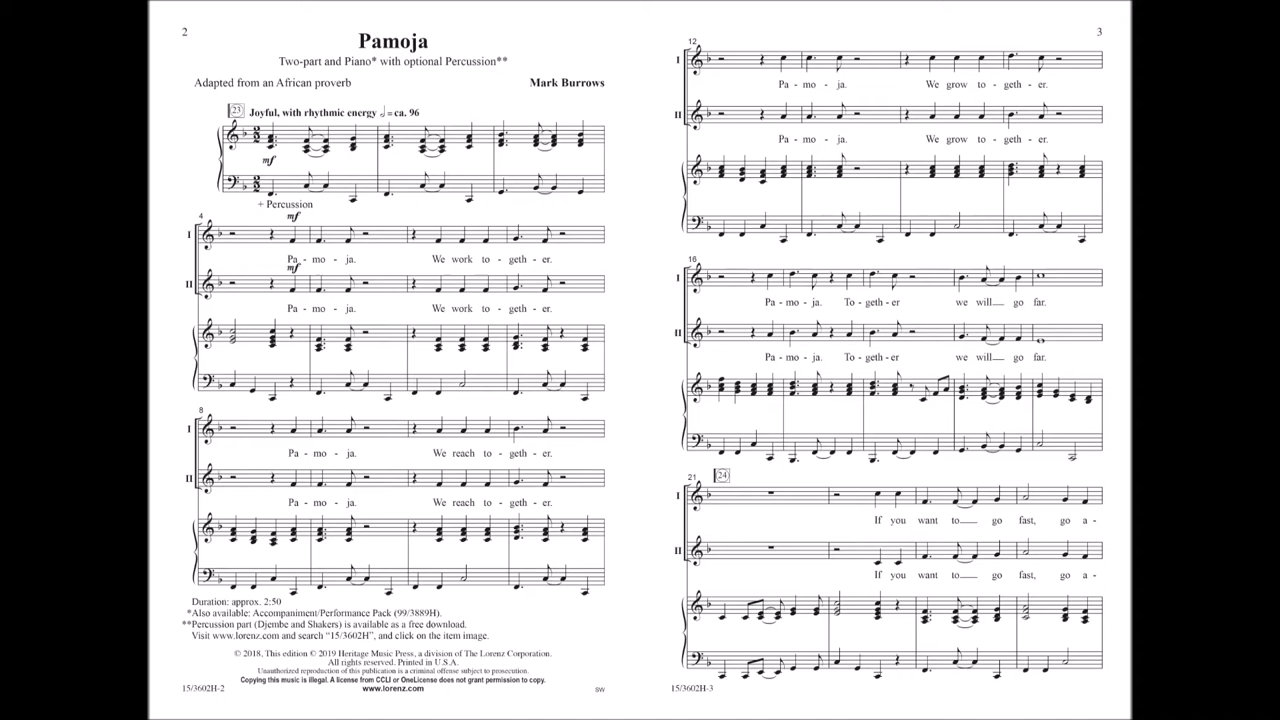 2
Pamoja
Two-part and Piano* with optional Percussion**
Adapted from an African proverb
Mark Burrows
23
Joyful, with rhythmic energy = ca. 96
mf
+ Percussion
4
mf
I
Pa - mo - ja. We work to - geth - er.
mf
II
Pa - mo - ja. We work to - geth - er.
8
I
Pa - mo - ja. We reach to - geth - er.
II
Pa - mo - ja. We reach to - geth - er.
Duration: approx. 2:50
*Also available: Accompaniment/Performance Pack (99/3889H).
**Percussion part (Djembe and Shakers) is available as a free download.
Visit www.lorenz.com and search “15/3602H”, and click on the item image.
© 2018, This edition © 2019 Heritage Music Press, a division of The Lorenz Corporation.
All rights reserved. Printed in U.S.A.
Unauthorized reproduction of this publication is a criminal offense subject to prosecution.
Copying this music is illegal. A license from CCLI or OneLicense does not grant permission to copy.
www.lorenz.com
15/3602H-2
SW
3
12
I
Pa - mo - ja. We grow to - geth - er.
II
Pa - mo - ja. We grow to - geth - er.
16
I
Pa - mo - ja. To - geth - er we will__ go far.
II
Pa - mo - ja. To - geth - er we will__ go far.
21
24
I
If you want to__ go fast, go a -
II
If you want to__ go fast, go a -
15/3602H-3